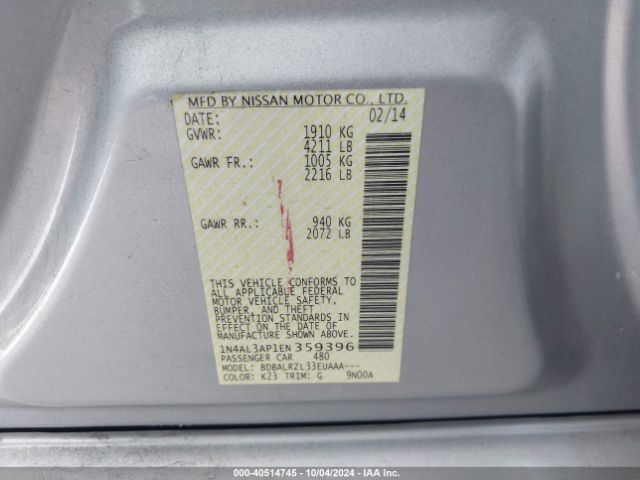 MFD BY NISSAN MOTOR CO., LTD.
DATE: 02/14
GVWR: 1910 KG
4211 LB
GAWR FR.: 1005 KG
2216 LB
GAWR RR.: 940 KG
2072 LB
THIS VEHICLE CONFORMS TO
ALL APPLICABLE FEDERAL
MOTOR VEHICLE SAFETY,
BUMPER, AND THEFT
PREVENTION STANDARDS IN
EFFECT ON THE DATE OF
MANUFACTURE SHOWN ABOVE.
1N4AL3AP1EN359396
PASSENGER CAR 480
MODEL: BDBALRZL33EUAAA---
COLOR: K23 TRIM: G 9N00A
000-40514745 - 10/04/2024 - IAA Inc.